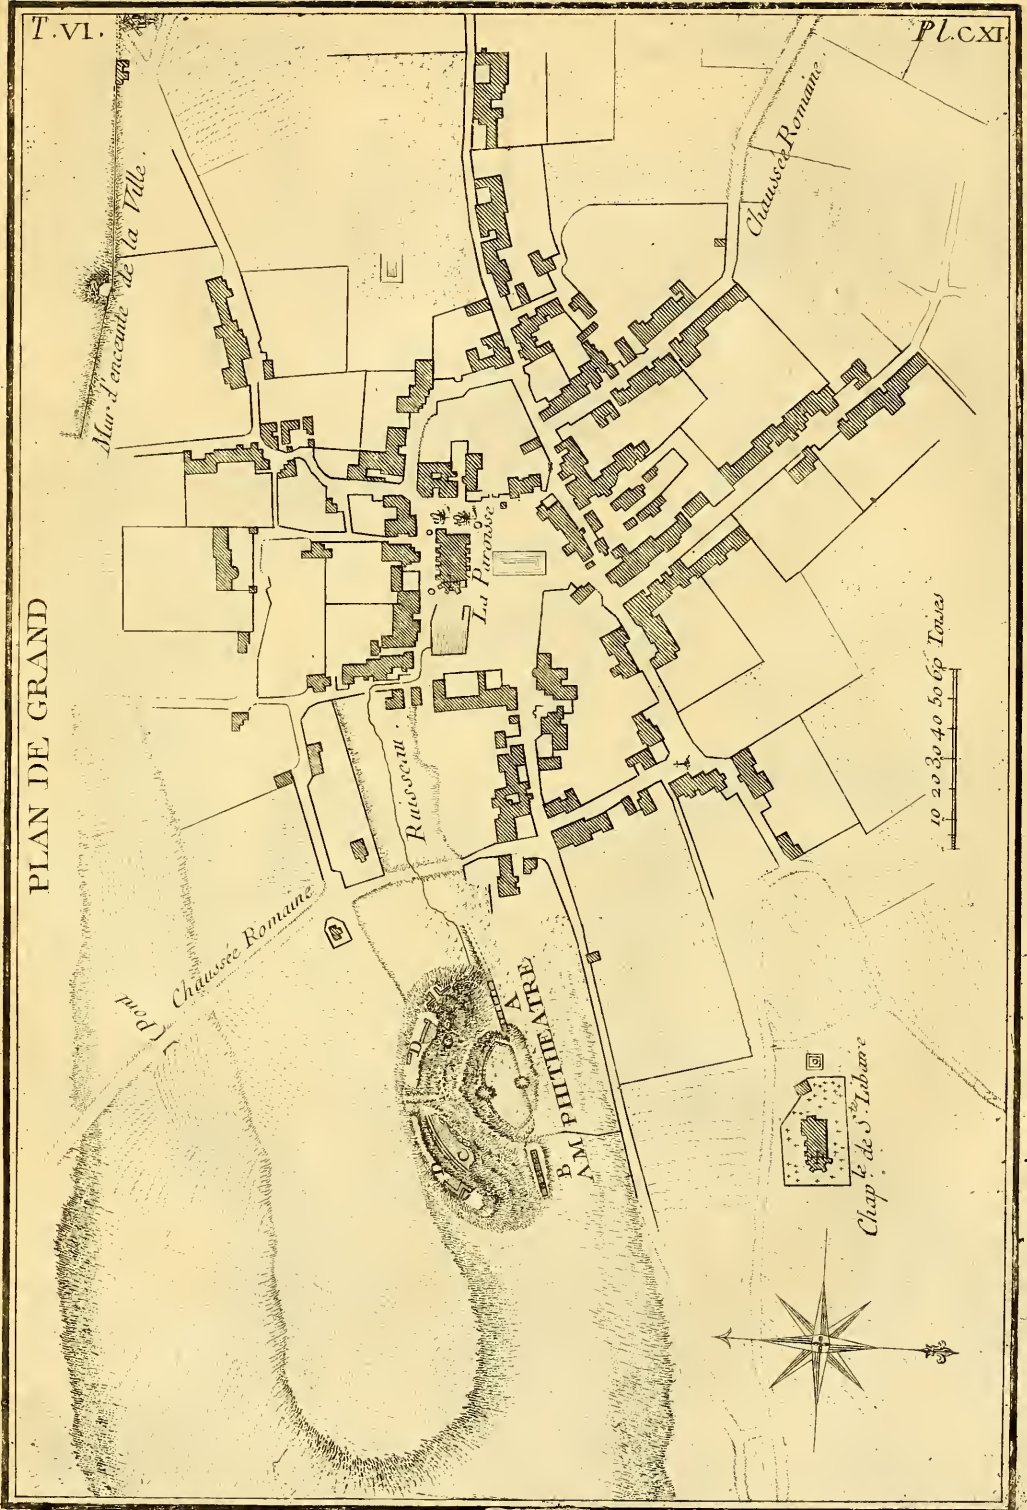 T. VI.
Pl. CXI.
PLAN DE GRAND
Mur d'enceinte de la Ville.
Chaussée Romaine
La Paroisse
Ruisseau.
10 20 30 40 50 60 Toises
Pont
Chaussée Romaine
A
AMPHITHEATRE
B
C
D
D
C
Chap.le de S.te Libaire